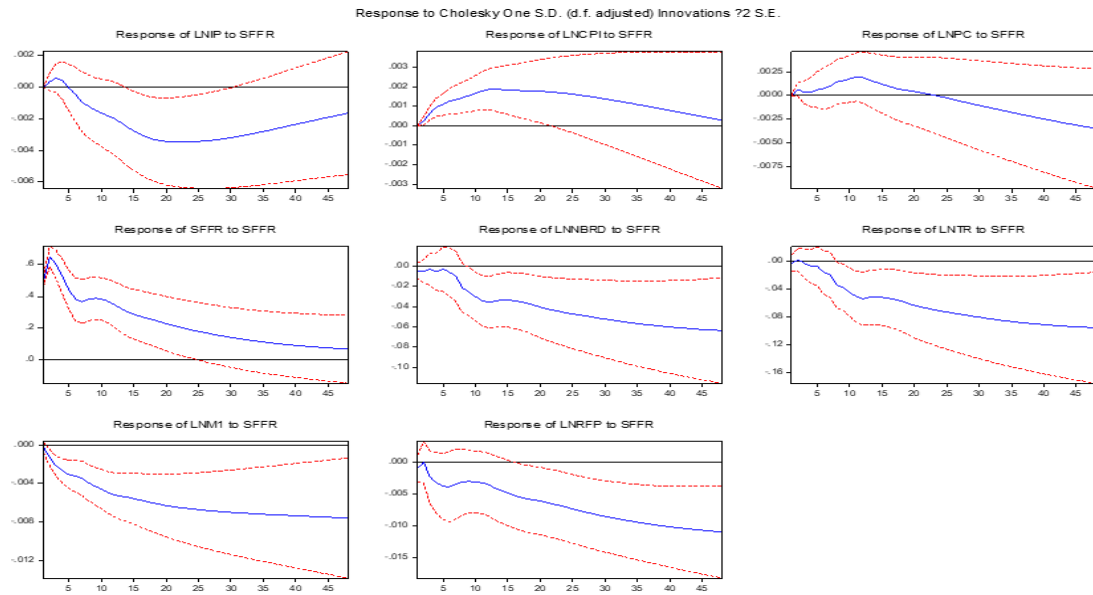 Response to Cholesky One S.D. (d.f. adjusted) Innovations ?2 S.E.
Response of LNIP to SFFR
.002
.000
-.002
-.004
-.006
5 10 15 20 25 30 35 40 45
Response of LNCPI to SFFR
.003
.002
.001
.000
-.001
-.002
-.003
5 10 15 20 25 30 35 40 45
Response of LNPC to SFFR
.0025
.0000
-.0025
-.0050
-.0075
5 10 15 20 25 30 35 40 45
Response of SFFR to SFFR
.6
.4
.2
.0
5 10 15 20 25 30 35 40 45
Response of LNNBRD to SFFR
.00
-.02
-.04
-.06
-.08
-.10
5 10 15 20 25 30 35 40 45
Response of LNTR to SFFR
.00
-.04
-.08
-.12
-.16
5 10 15 20 25 30 35 40 45
Response of LNM1 to SFFR
.000
-.004
-.008
-.012
5 10 15 20 25 30 35 40 45
Response of LNRFP to SFFR
.000
-.005
-.010
-.015
5 10 15 20 25 30 35 40 45